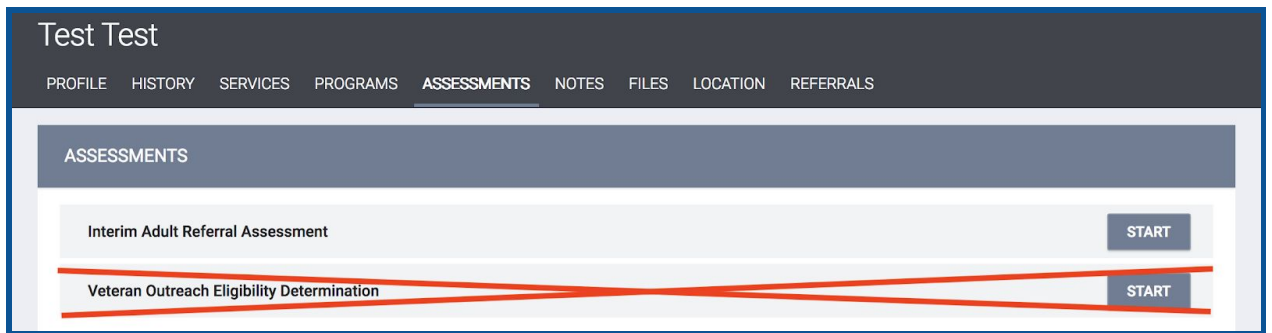 Test Test
PROFILE HISTORY SERVICES PROGRAMS ASSESSMENTS NOTES FILES LOCATION REFERRALS
ASSESSMENTS
Interim Adult Referral Assessment START
Veteran Outreach Eligibility Determination START